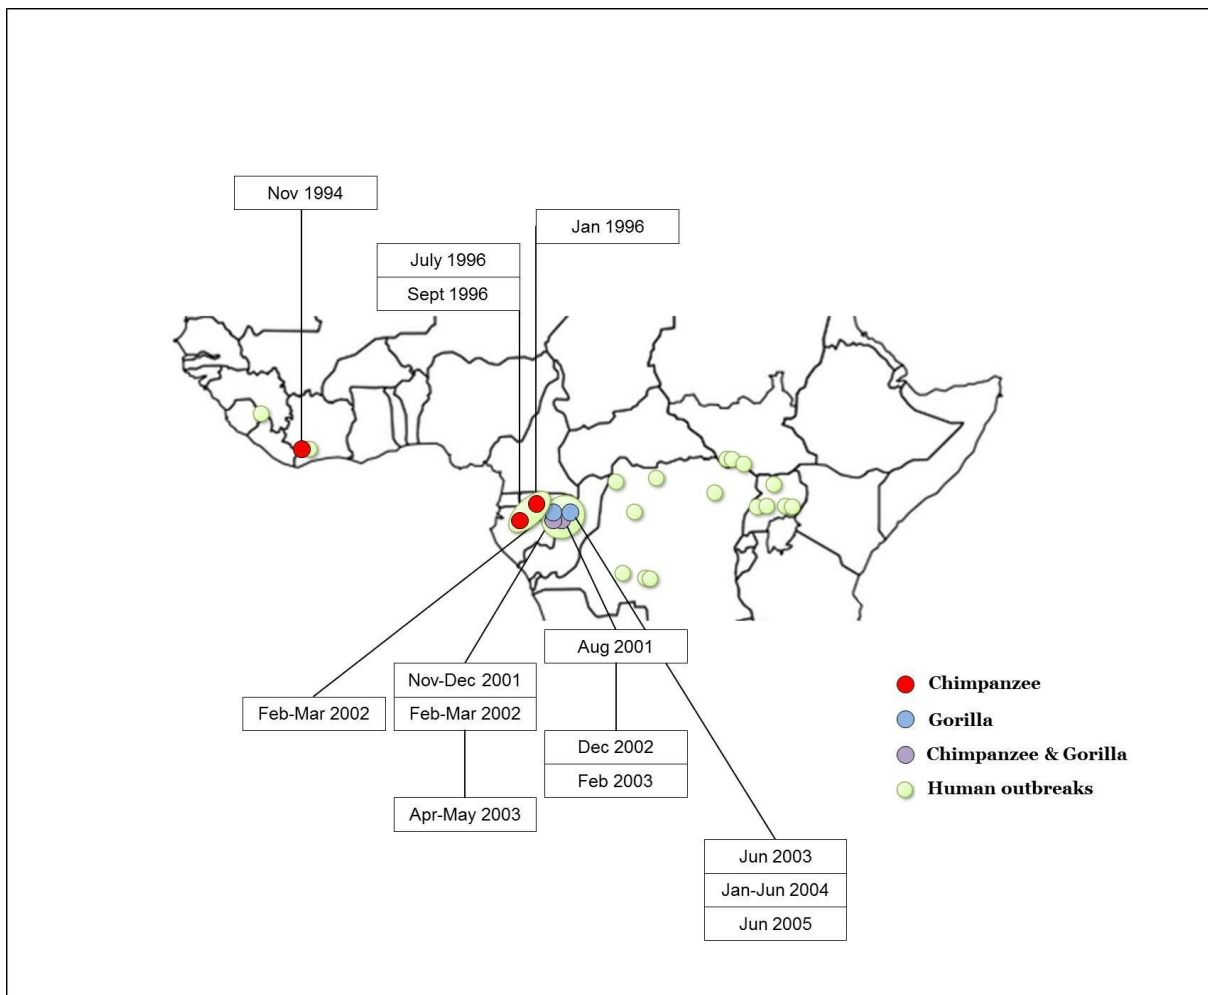 Nov 1994
Jan 1996
July 1996
Sept 1996
Aug 2001
Nov-Dec 2001
Feb-Mar 2002
Feb-Mar 2002
Dec 2002
Feb 2003
Apr-May 2003
Jun 2003
Jan-Jun 2004
Jun 2005
Chimpanzee
Gorilla
Chimpanzee & Gorilla
Human outbreaks